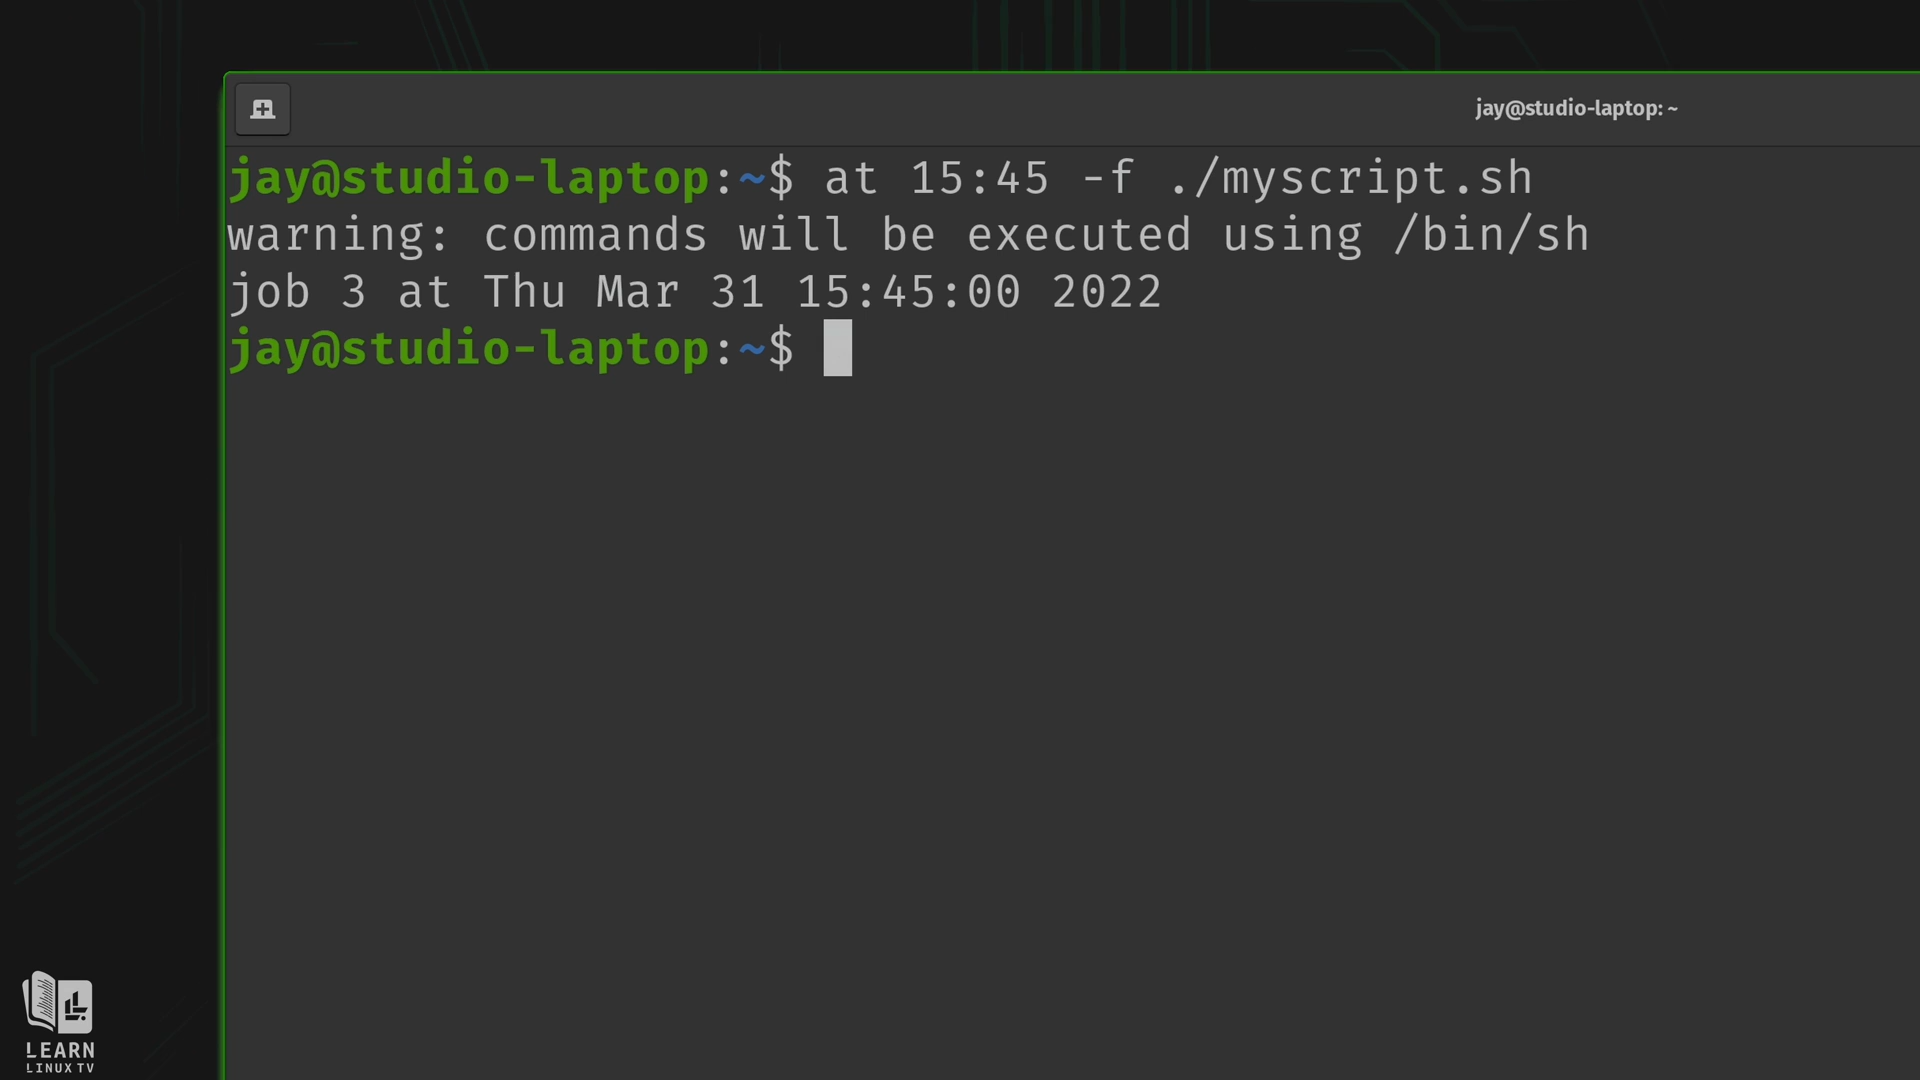 jay@studio-laptop: ~
jay@studio-laptop:~$ at 15:45 -f ./myscript.sh
warning: commands will be executed using /bin/sh
job 3 at Thu Mar 31 15:45:00 2022
jay@studio-laptop:~$
LEARN
LINUX TV